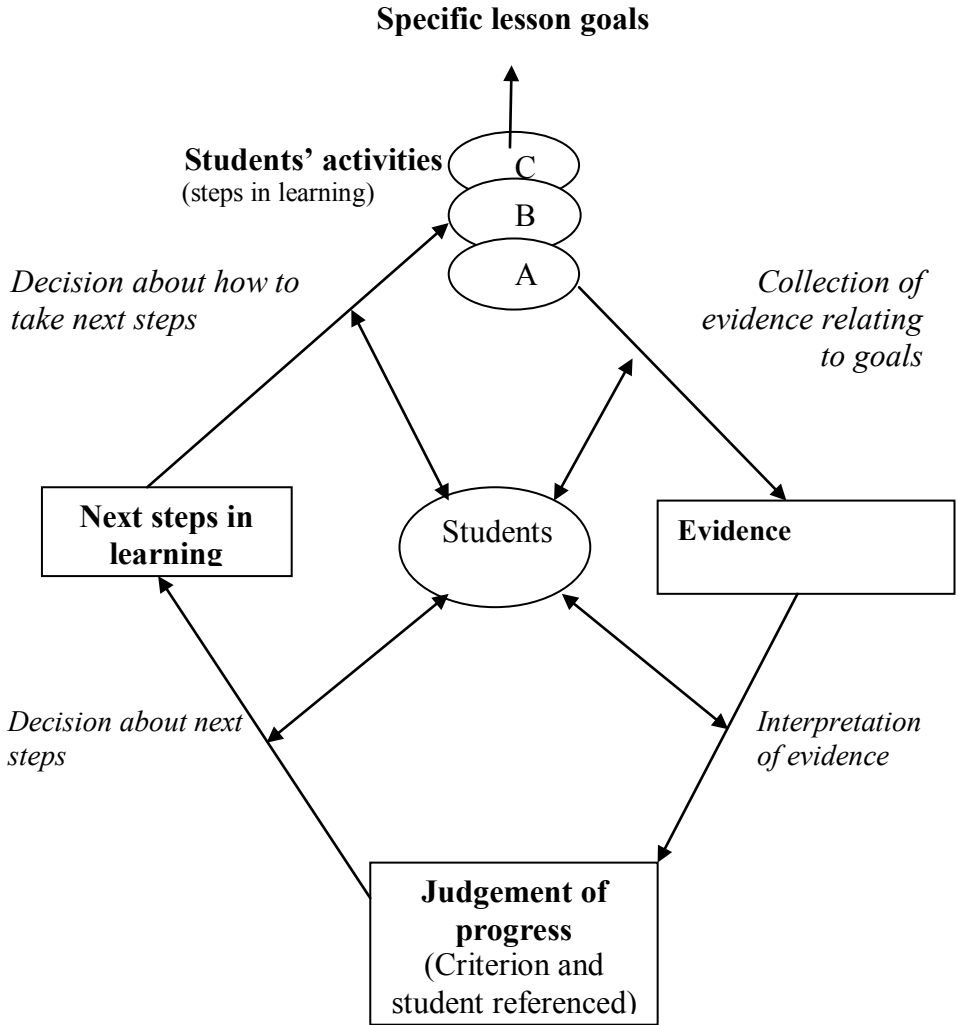 Specific lesson goals
Students’ activities
(steps in learning)
C
B
A
Decision about how to
take next steps
Collection of
evidence relating
to goals
Next steps in
learning
Students
Evidence
Decision about next
steps
Interpretation
of evidence
Judgement of
progress
(Criterion and
student referenced)